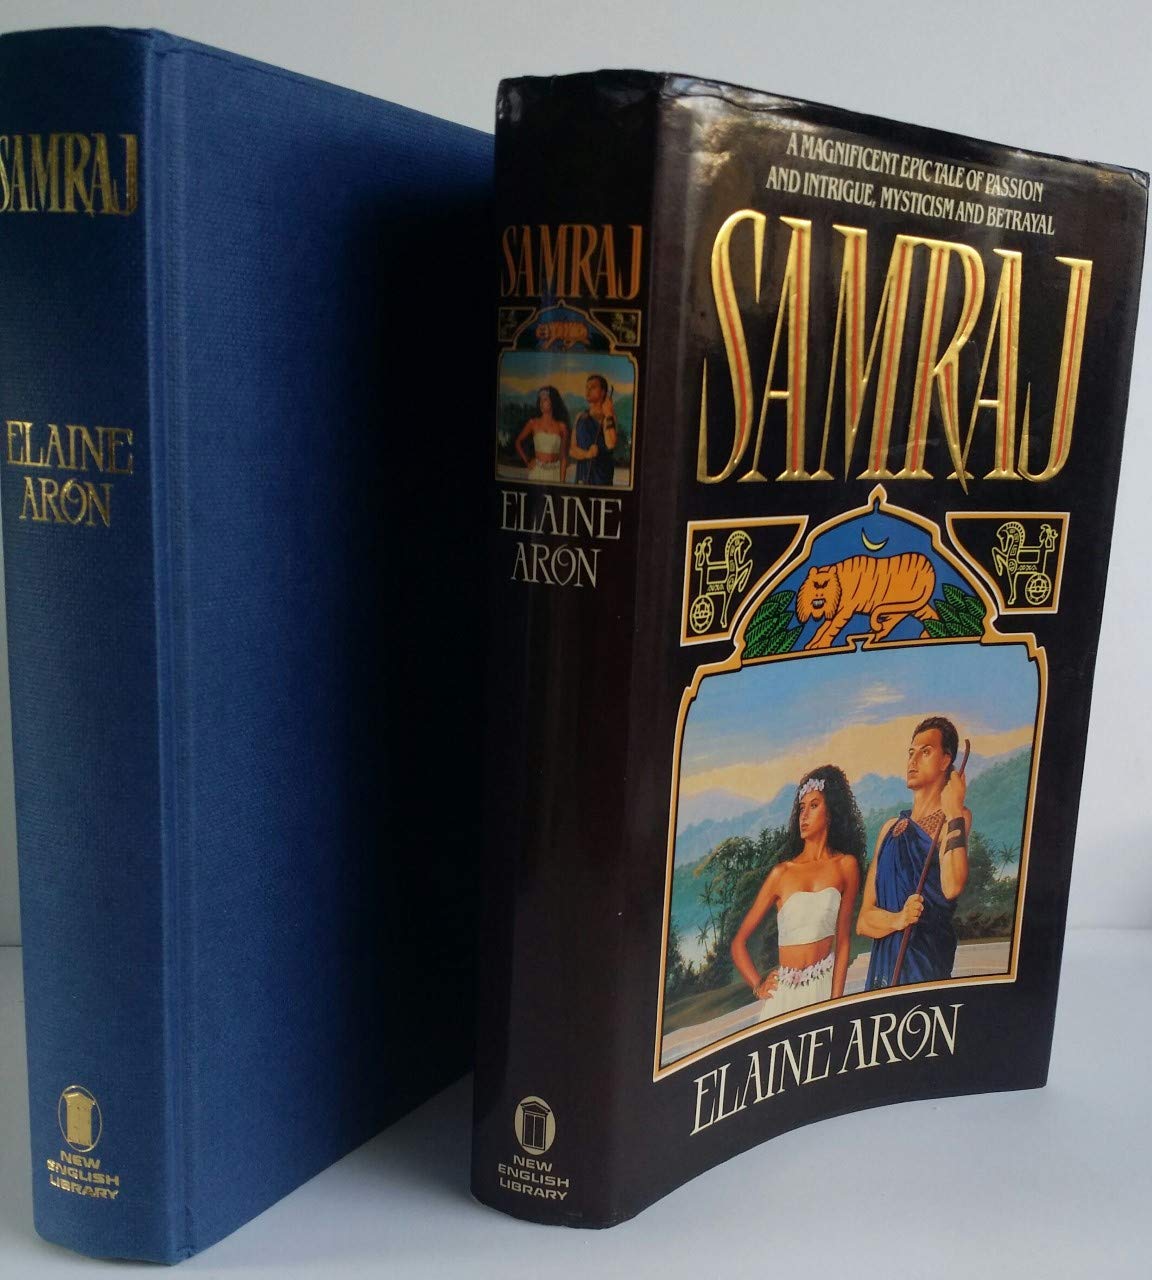 SAMRAJ
ELAINE
ARON
NEW
ENGLISH
LIBRARY
SAMRAJ
ELAINE
ARON
NEW
ENGLISH
LIBRARY
A MAGNIFICENT EPIC TALE OF PASSION
AND INTRIGUE, MYSTICISM AND BETRAYAL
SAMRAJ
ELAINE ARON